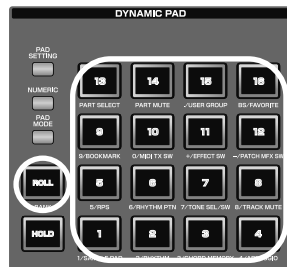 DYNAMIC PAD
PAD
SETTING
NUMERIC
PAD
MODE
13 14 15 16
PART SELECT PART MUTE ./USER GROUP BS/FAVORITE
9 10 11 12
9/BOOKMARK 0/MIDI TX SW +/EFFECT SW −/PATCH MFX SW
ROLL 5 6 7 8
5/RPS 6/RHYTHM PTN 7/TONE SEL/SW 8/TRACK MUTE
HOLD 1 2 3 4